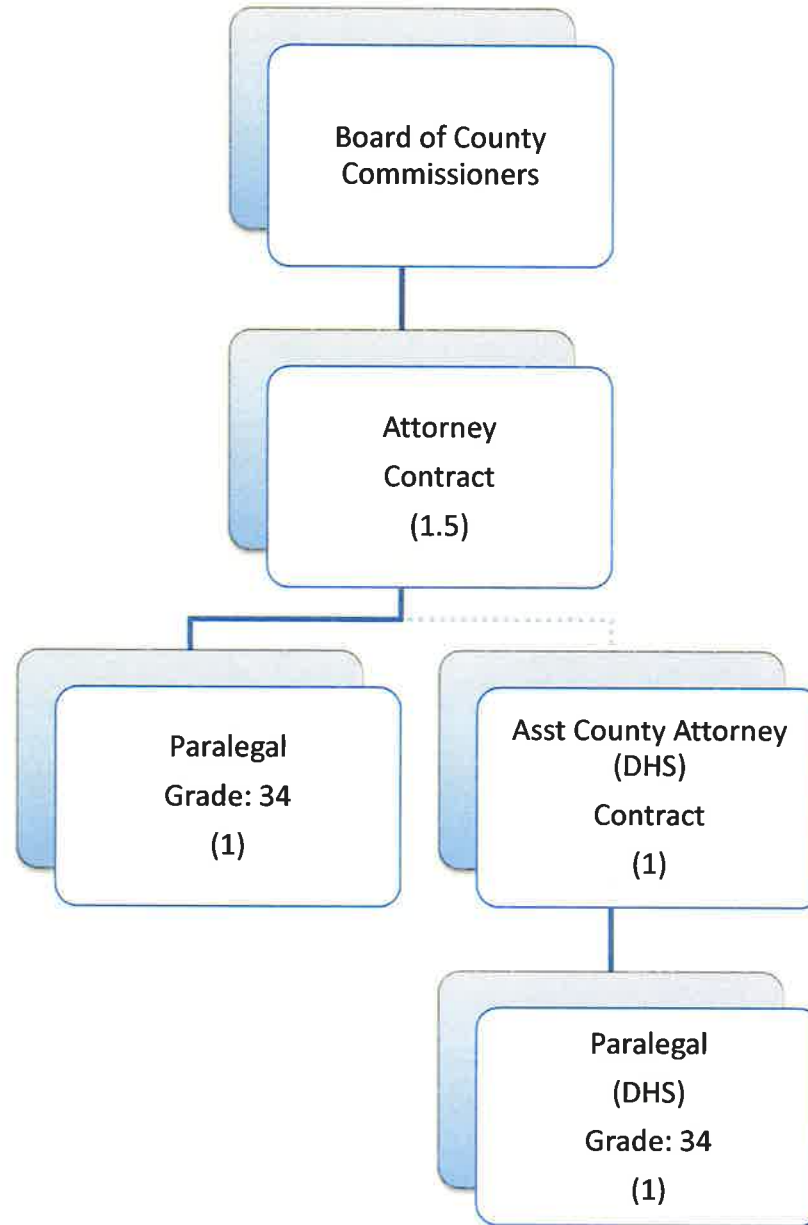 Board of County
Commissioners
Attorney
Contract
(1.5)
Paralegal
Grade: 34
(1)
Asst County Attorney
(DHS)
Contract
(1)
Paralegal
(DHS)
Grade: 34
(1)